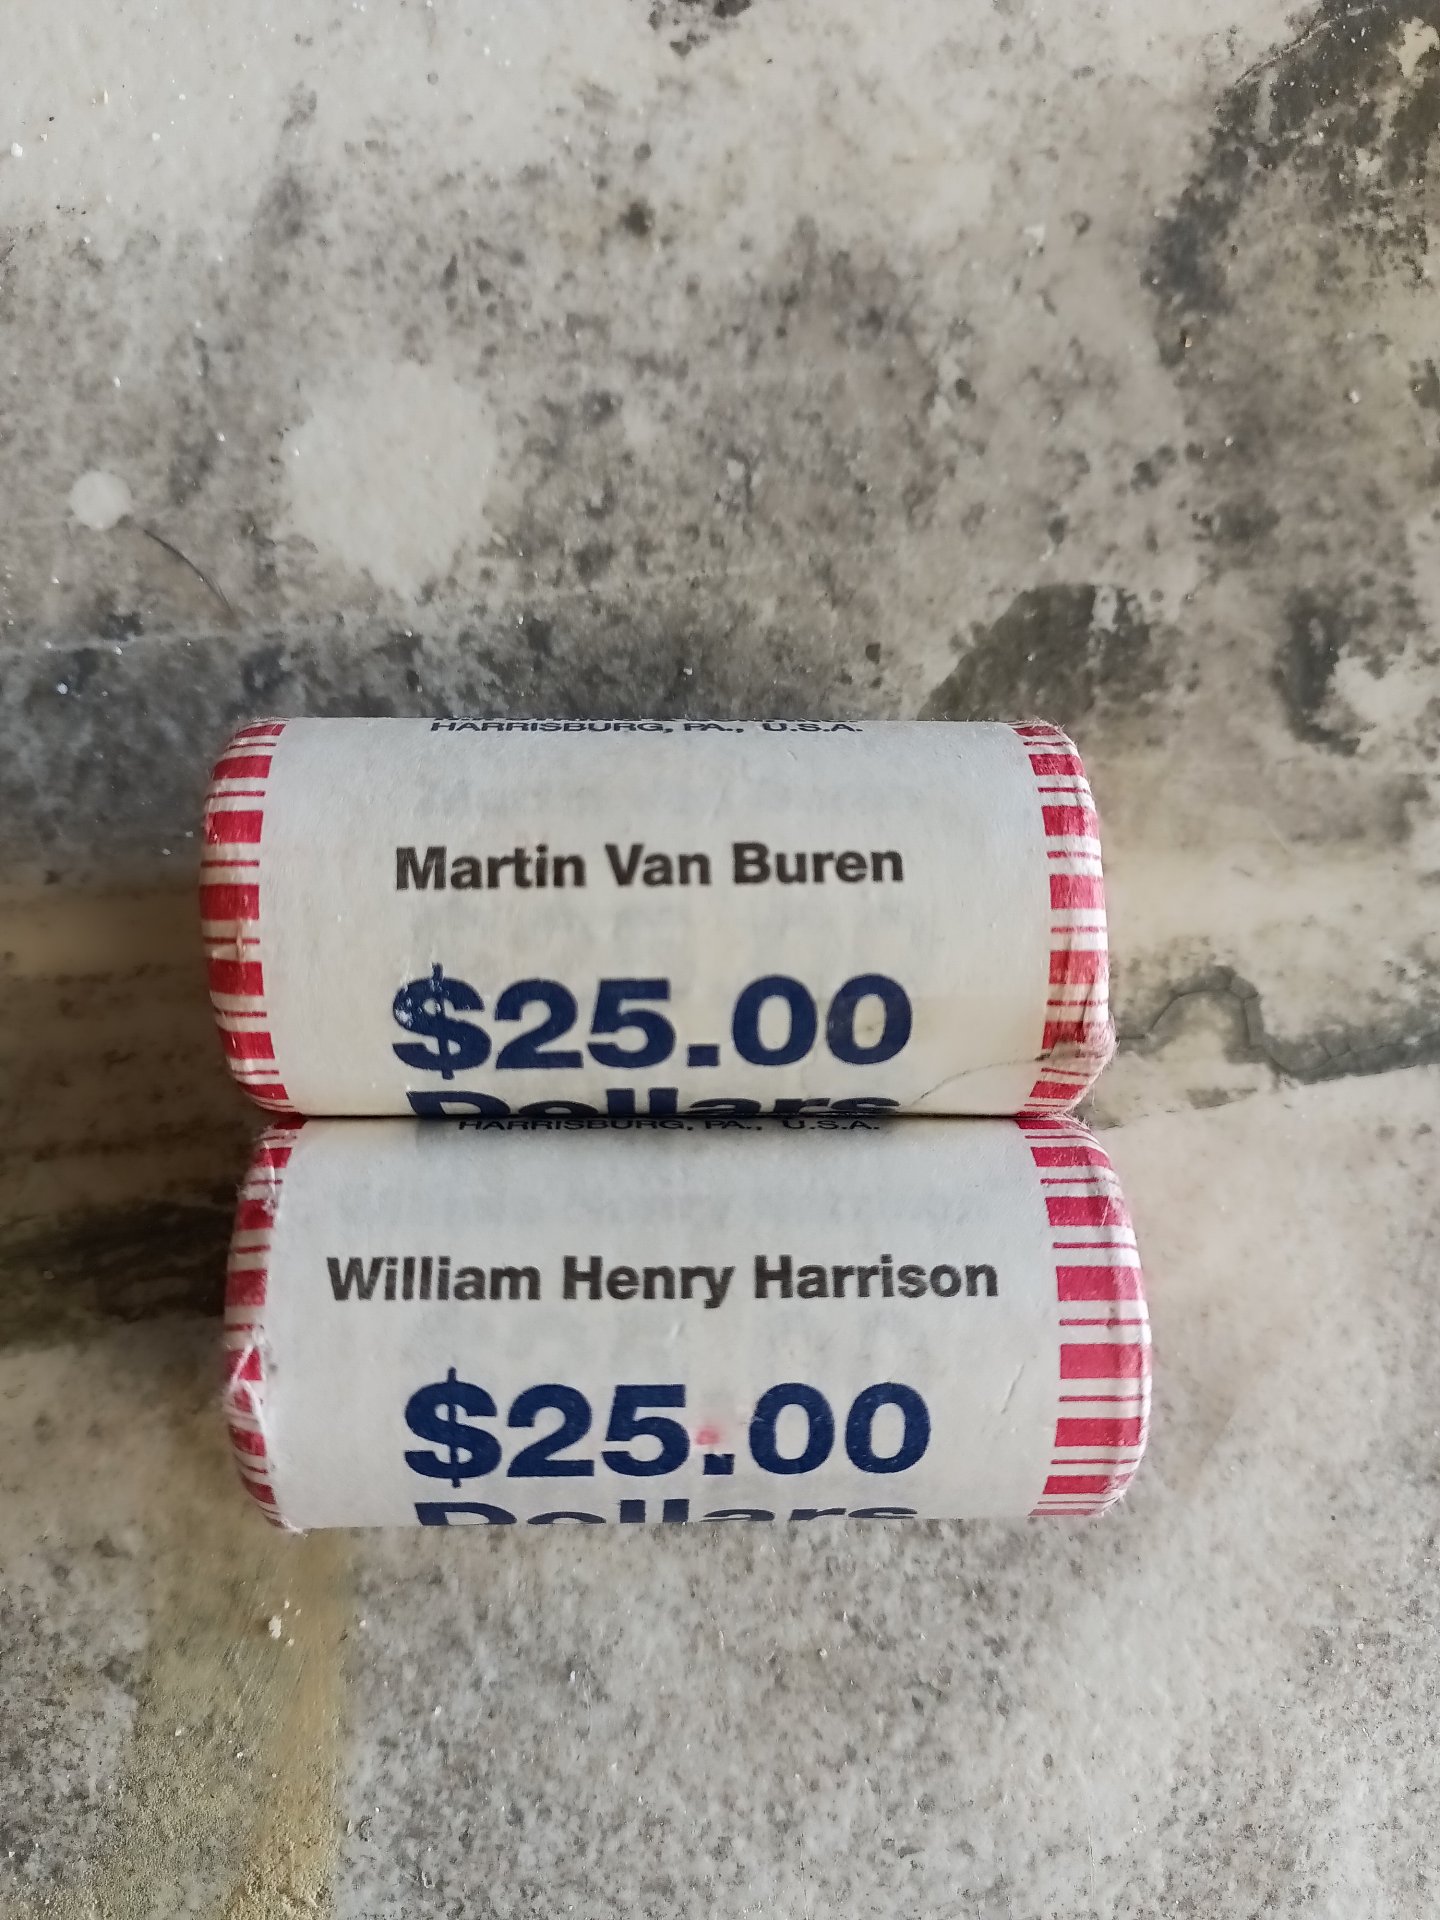 HARRISBURG, PA., U.S.A.
Martin Van Buren
$25.00
Dollars
HARRISBURG, PA., U.S.A.
William Henry Harrison
$25.00
Dollars